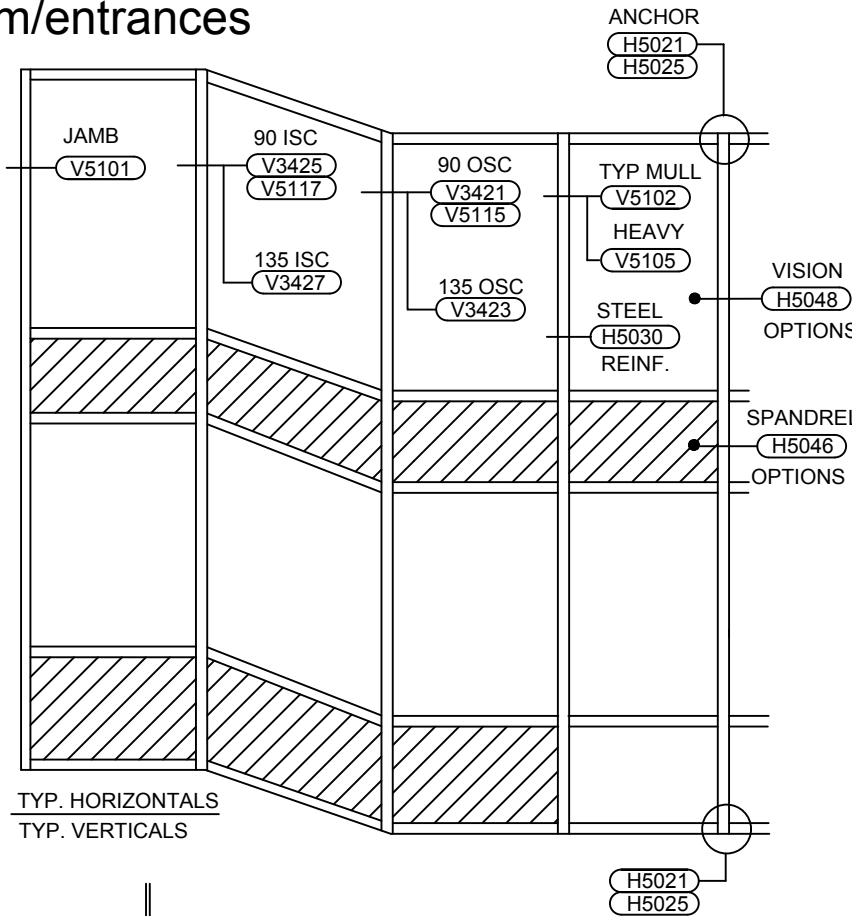 m/entrances
ANCHOR
H5021
H5025
JAMB
V5101
90 ISC
V3425
V5117
135 ISC
V3427
90 OSC
V3421
V5115
135 OSC
V3423
TYP MULL
V5102
HEAVY
V5105
STEEL
H5030
REINF.
VISION
H5048
OPTIONS
SPANDREL
H5046
OPTIONS
TYP. HORIZONTALS
TYP. VERTICALS
H5021
H5025